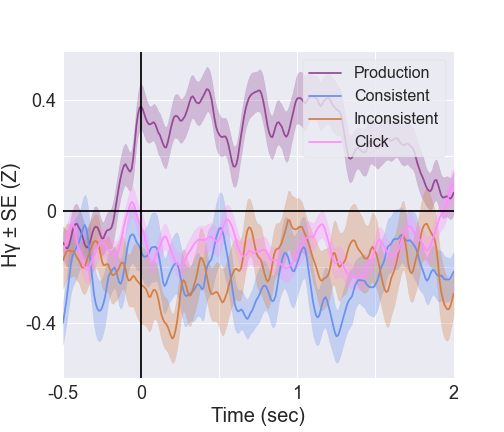 Production
Consistent
Inconsistent
Click
Hγ ± SE (Z)
0.4
0
-0.4
-0.5
0
1
2
Time (sec)